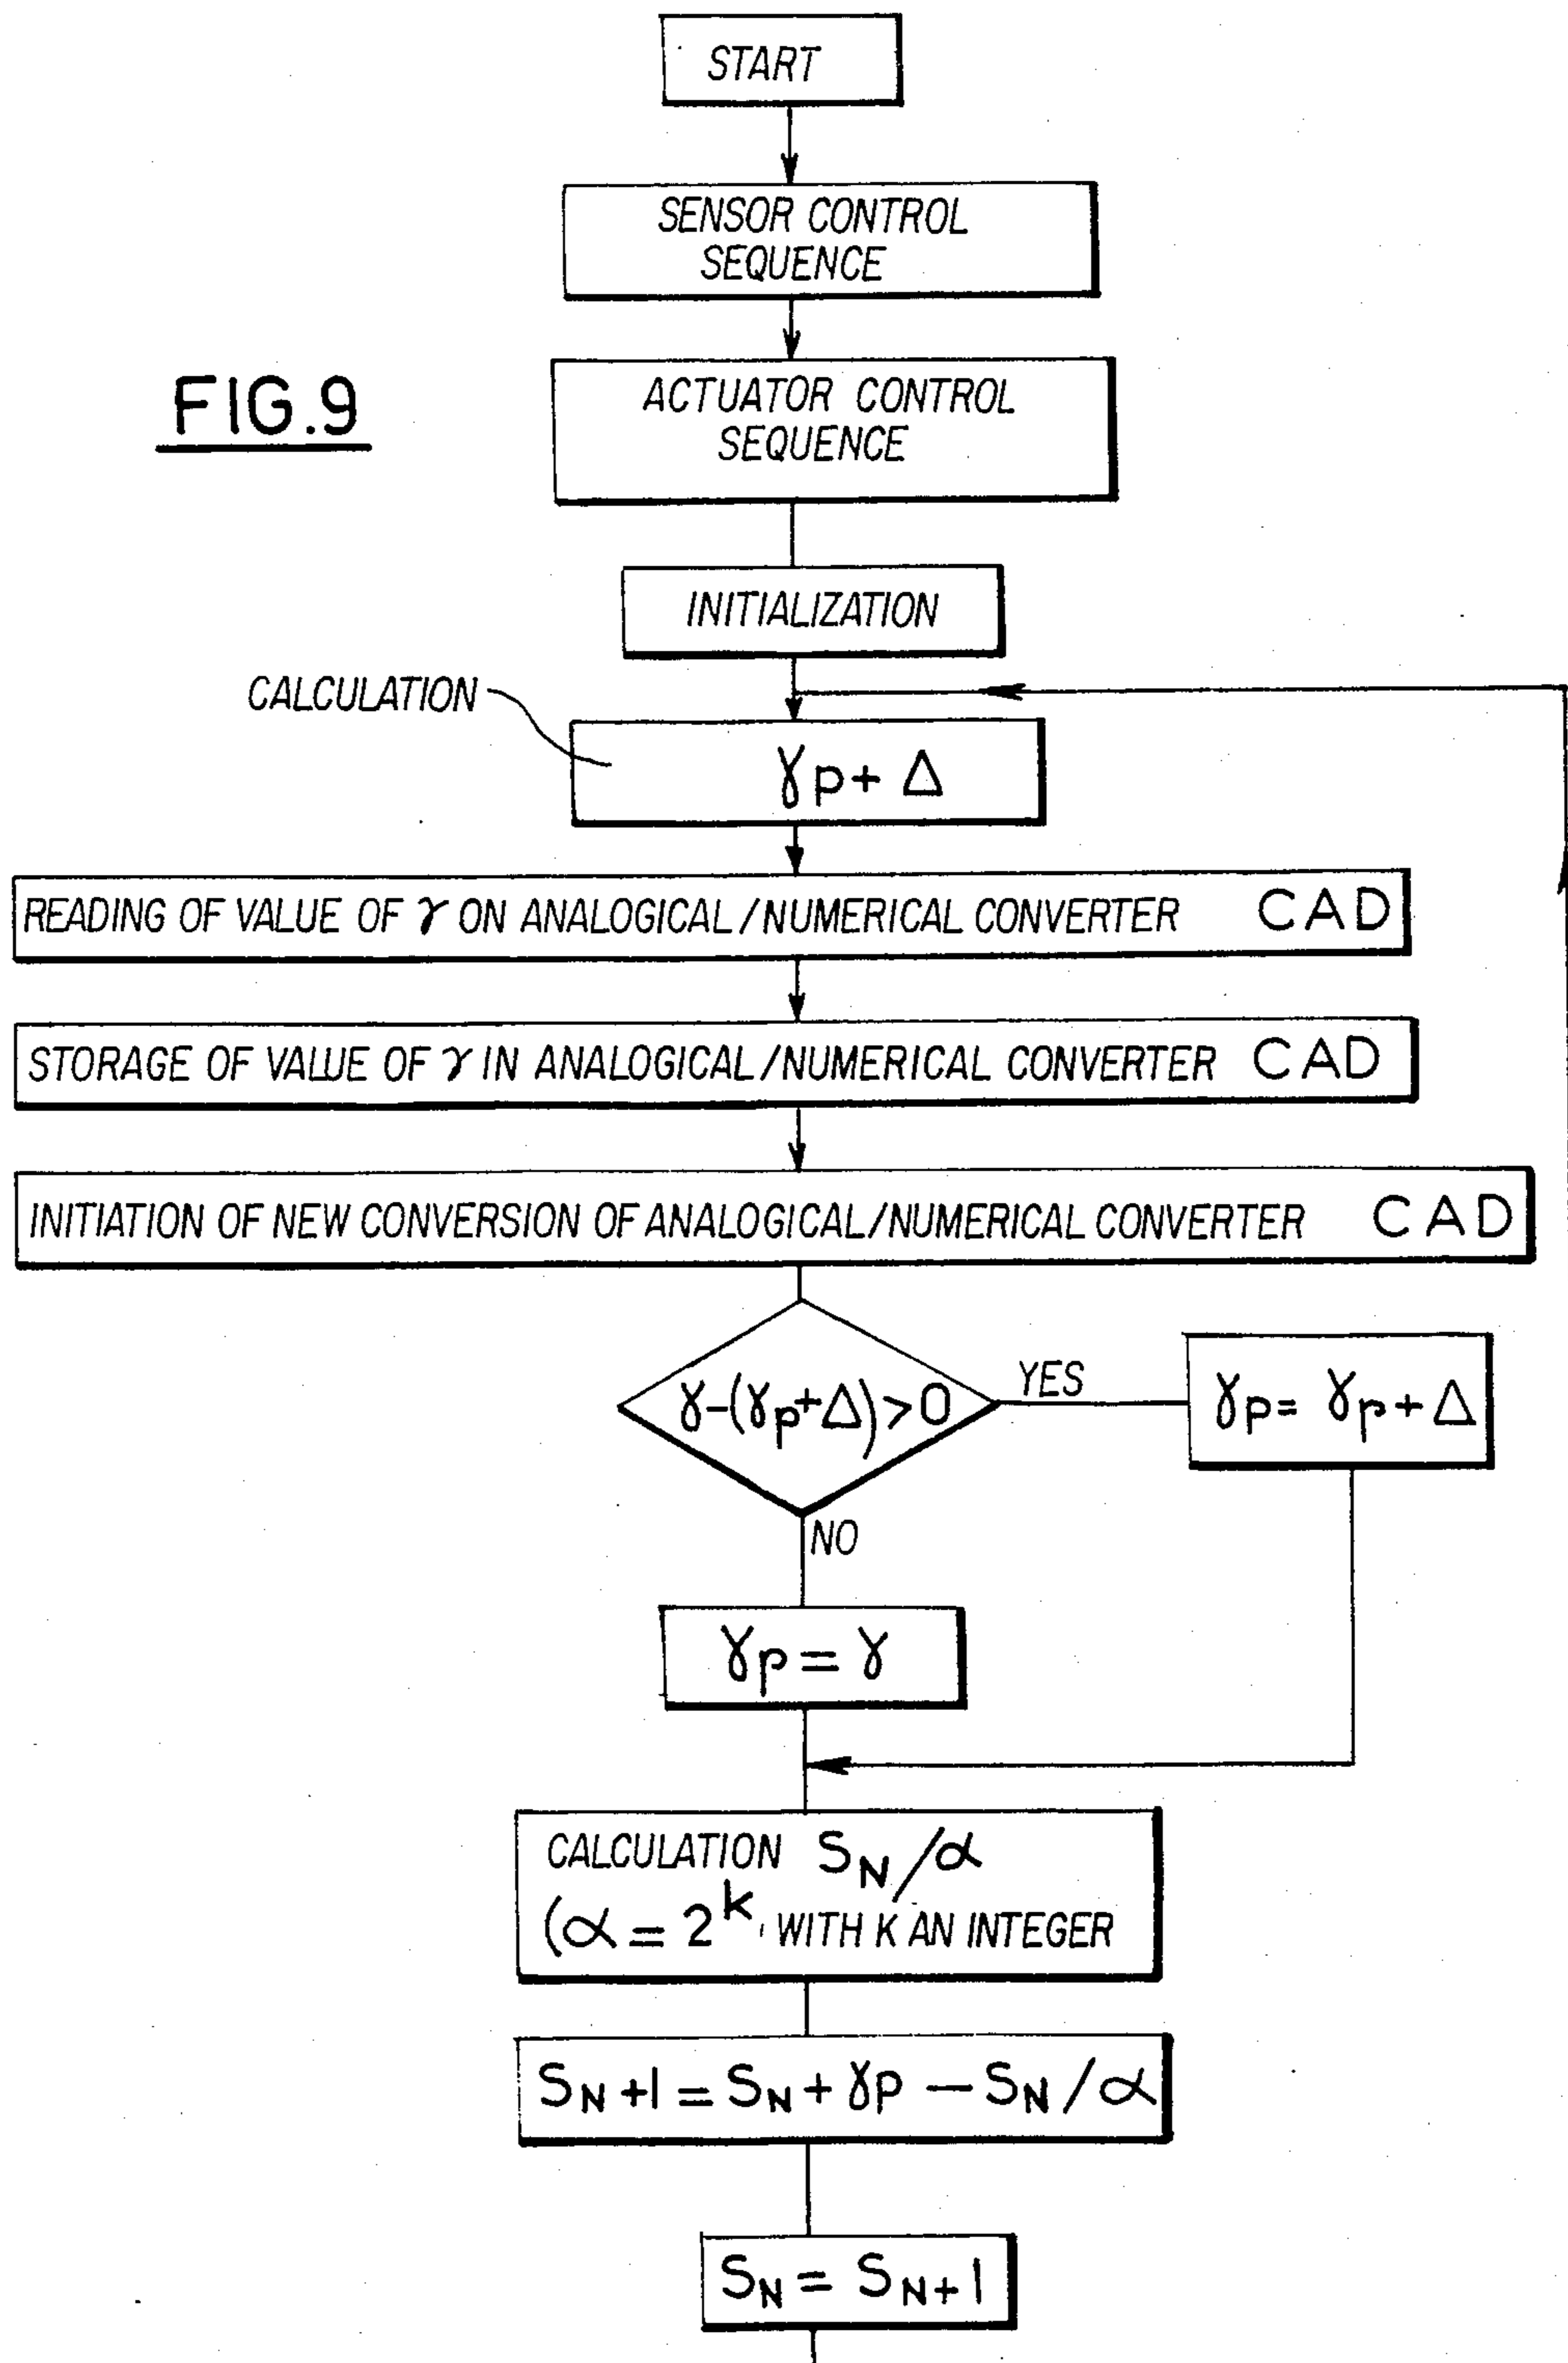 START
SENSOR CONTROL
SEQUENCE
FIG.9
ACTUATOR CONTROL
SEQUENCE
INITIALIZATION
CALCULATION
γp + Δ
READING OF VALUE OF γ ON ANALOGICAL/NUMERICAL CONVERTER CAD
STORAGE OF VALUE OF γ IN ANALOGICAL/NUMERICAL CONVERTER CAD
INITIATION OF NEW CONVERSION OF ANALOGICAL/NUMERICAL CONVERTER CAD
γ-(γp+Δ)>0
YES
γp = γp + Δ
NO
γp = γ
CALCULATION SN/α
(α = 2^k, WITH K AN INTEGER
SN+1 = SN + γp - SN/α
SN = SN+1